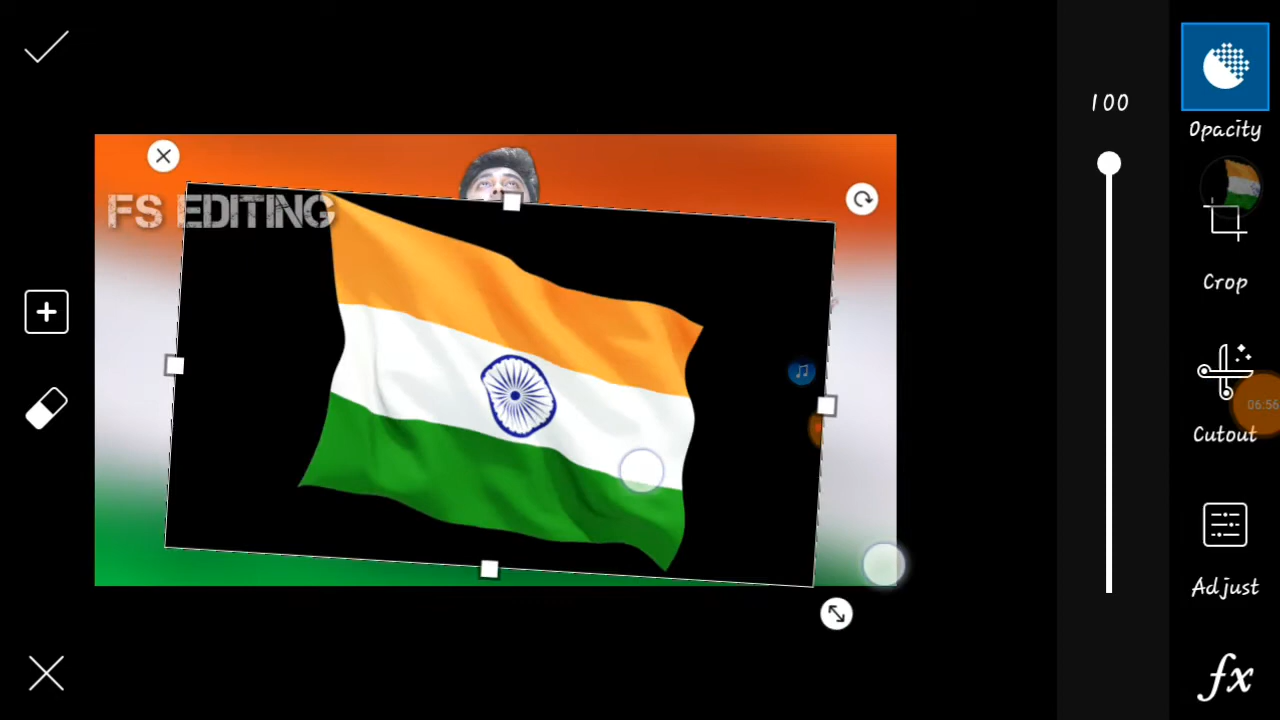 100
Opacity
FS EDITING
Crop
06:56
Cutout
Adjust
fx